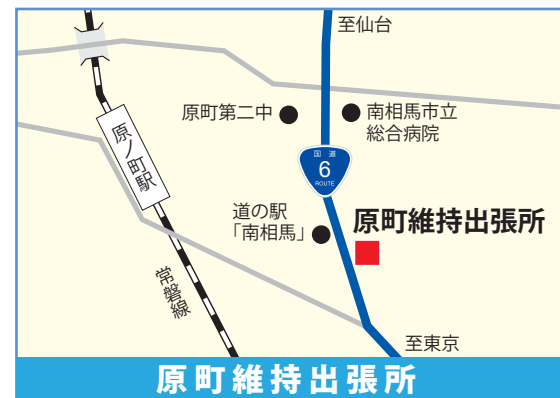 至仙台
原町第二中
南相馬市立
総合病院
原ノ町駅
国道
6
ROUTE
道の駅
「南相馬」
原町維持出張所
常磐線
至東京
原町維持出張所